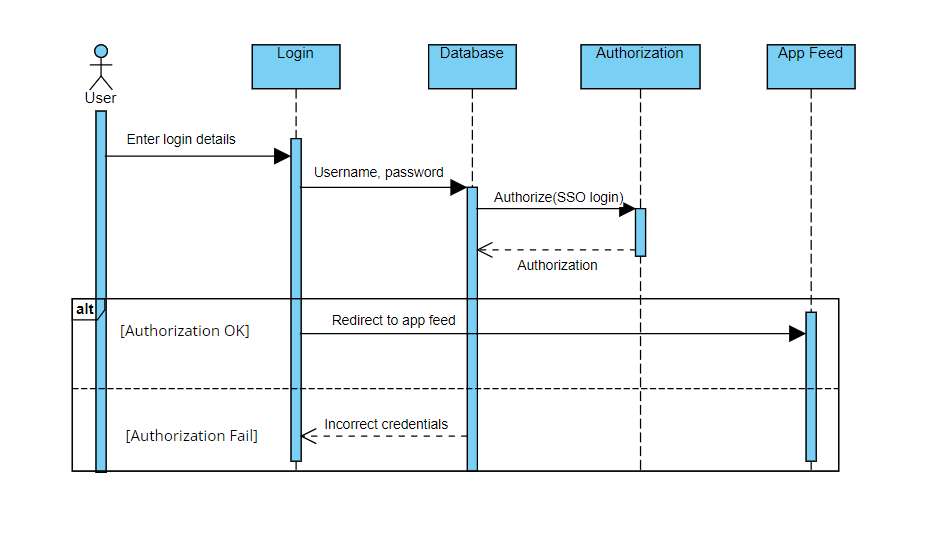 Login
Database
Authorization
App Feed
User
Enter login details
Username, password
Authorize(SSO login)
Authorization
alt
[Authorization OK]
Redirect to app feed
Incorrect credentials
[Authorization Fail]